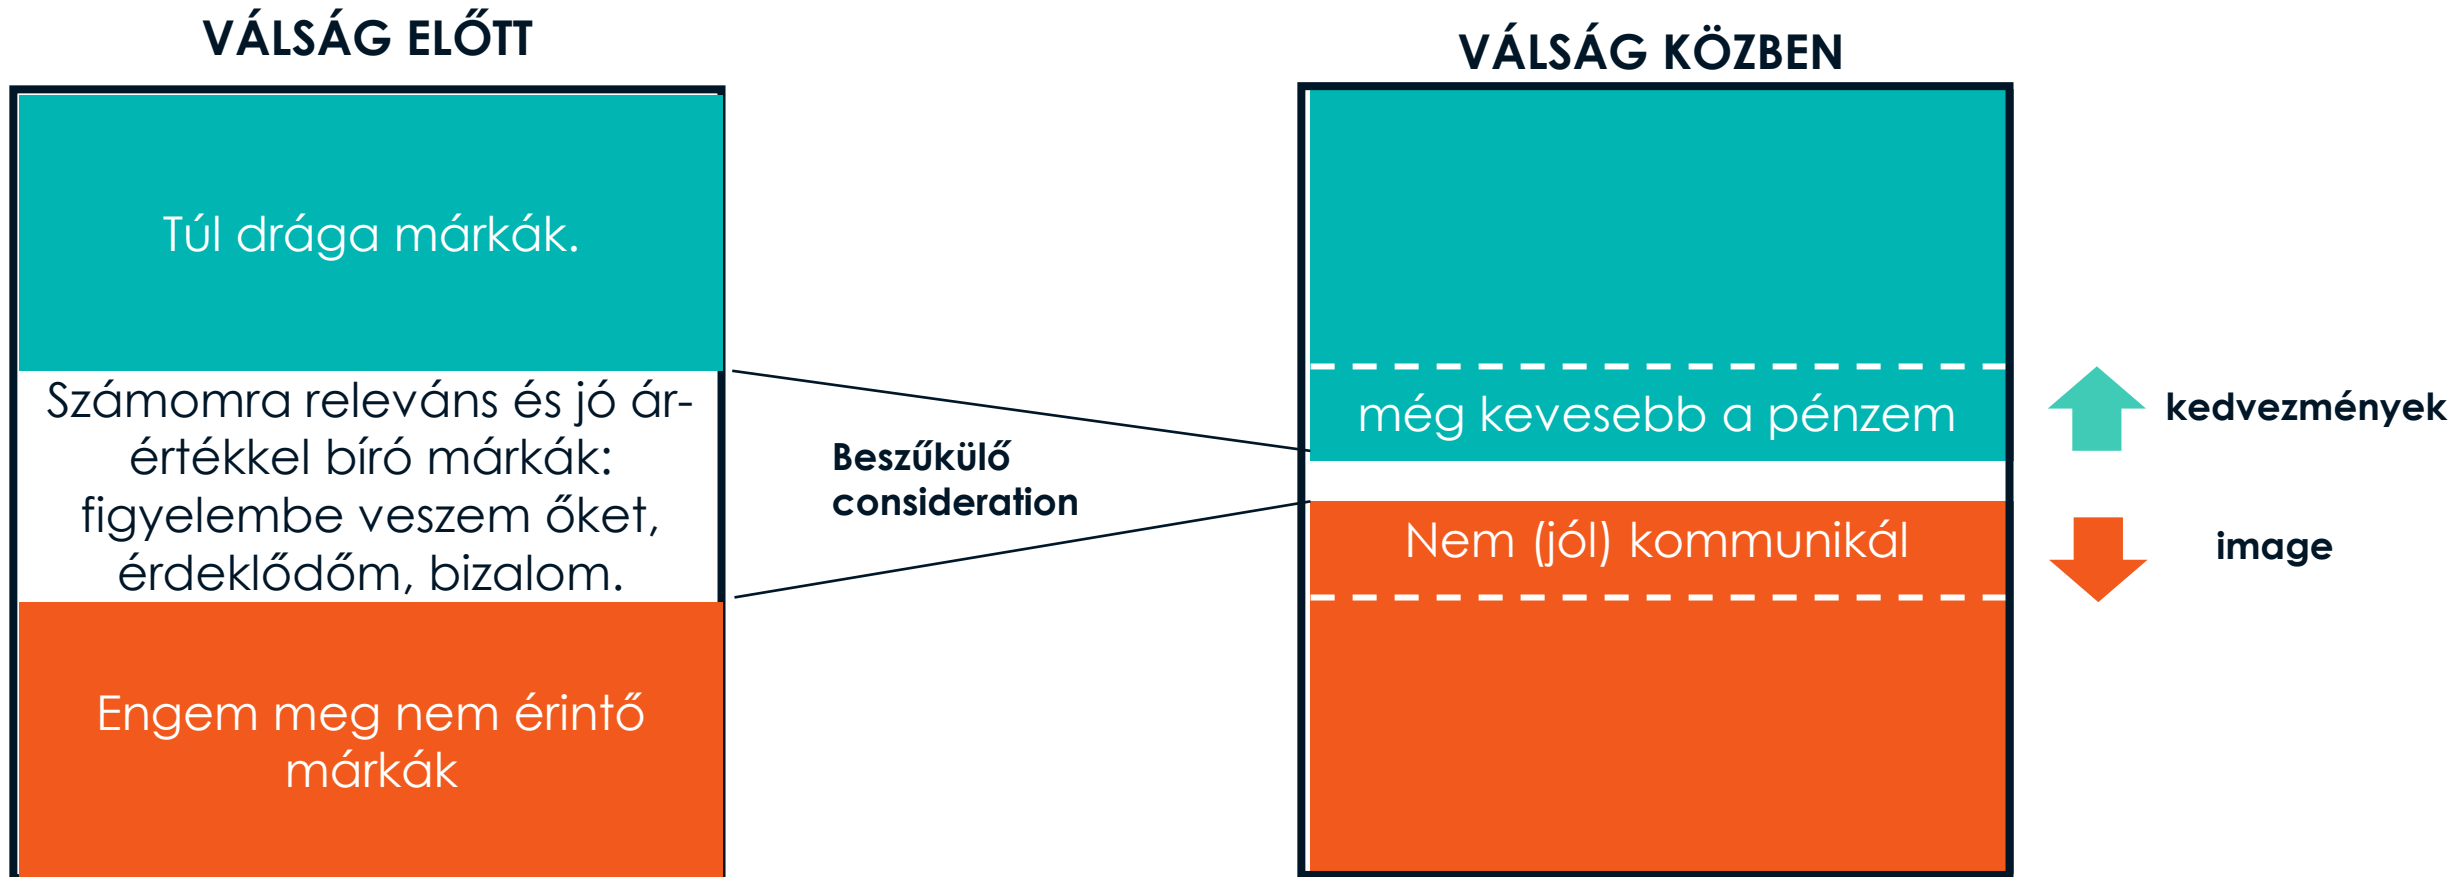 VÁLSÁG ELŐTT
Túl drága márkák.
Számomra releváns és jó ár-
értékkel bíró márkák:
figyelembe veszem őket,
érdeklődőm, bizalom.
Engem meg nem érintő
márkák
Beszűkülő
consideration
VÁLSÁG KÖZBEN
még kevesebb a pénzem
Nem (jól) kommunikál
kedvezmények
image